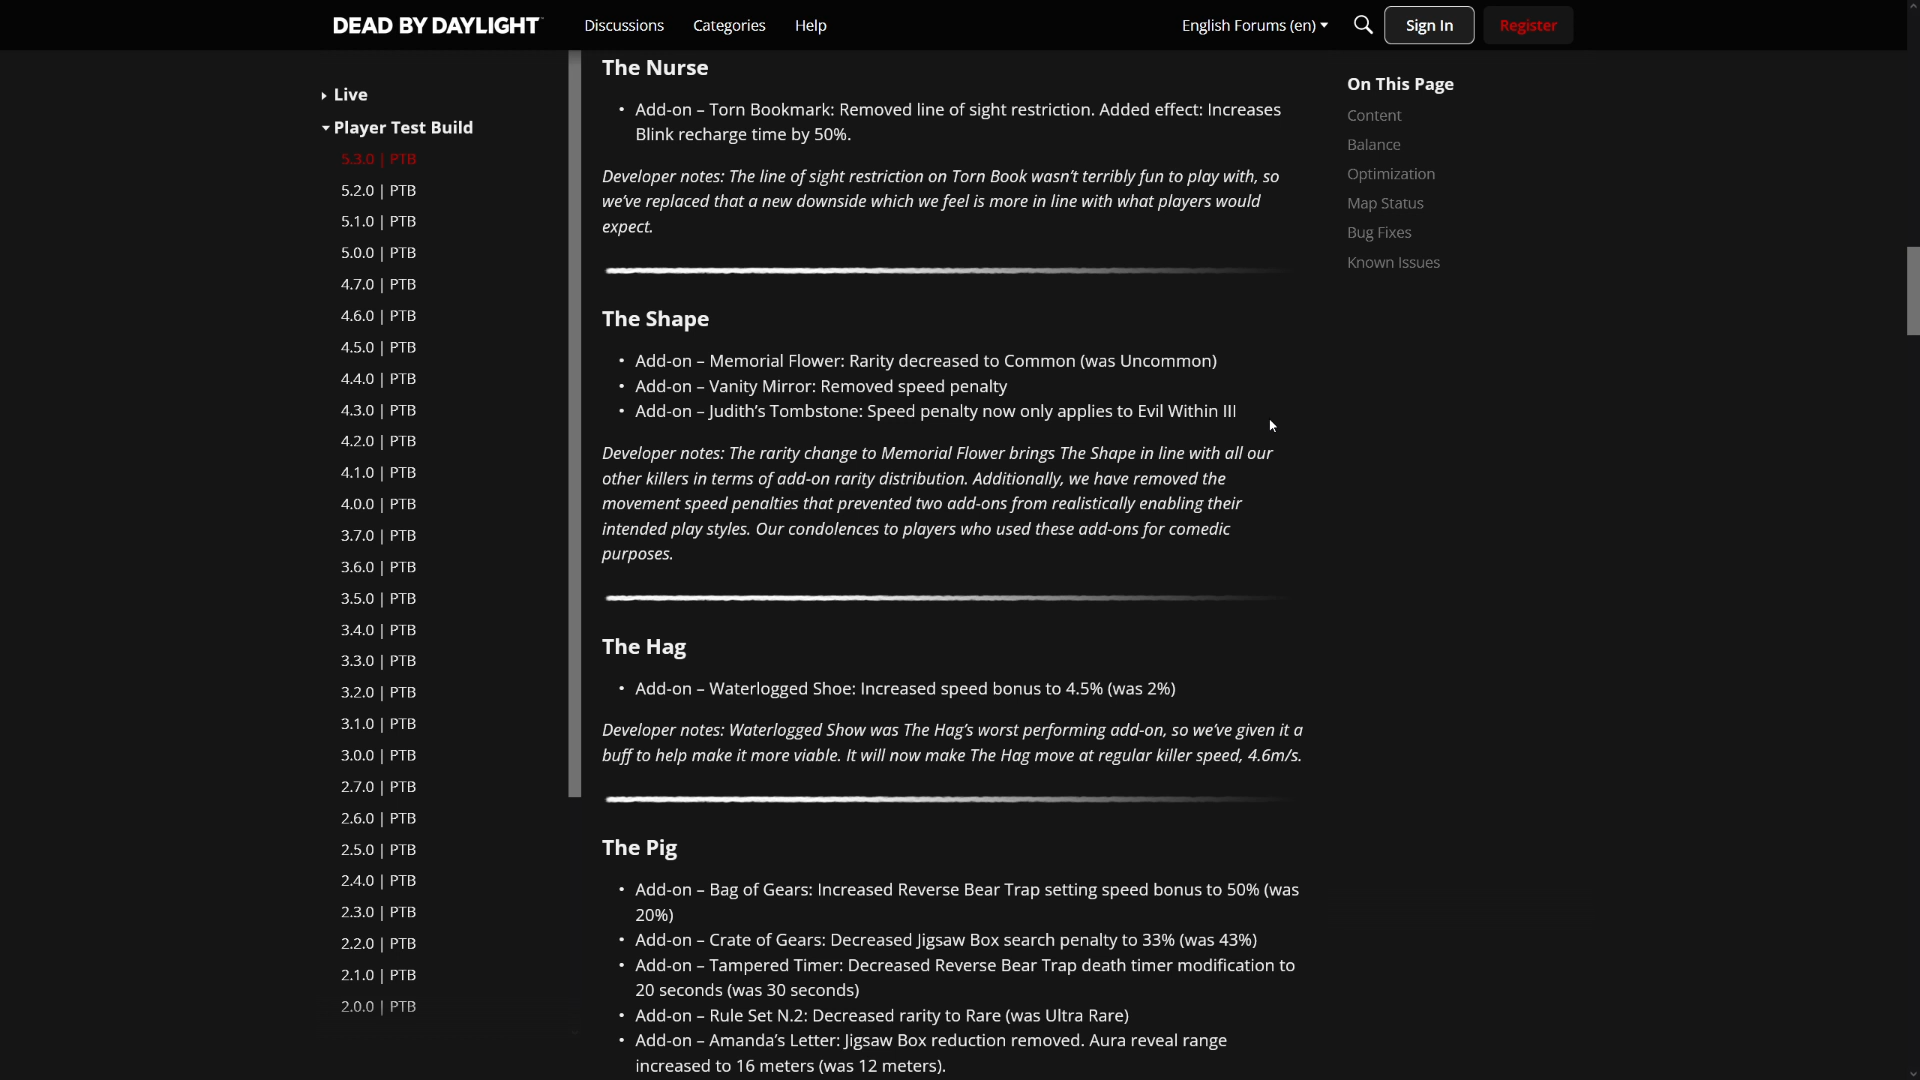 DEAD BY DAYLIGHT
Discussions
Categories
Help
English Forums (en)
Sign In
Register
Live
Player Test Build
5.3.0 | PTB
5.2.0 | PTB
5.1.0 | PTB
5.0.0 | PTB
4.7.0 | PTB
4.6.0 | PTB
4.5.0 | PTB
4.4.0 | PTB
4.3.0 | PTB
4.2.0 | PTB
4.1.0 | PTB
4.0.0 | PTB
3.7.0 | PTB
3.6.0 | PTB
3.5.0 | PTB
3.4.0 | PTB
3.3.0 | PTB
3.2.0 | PTB
3.1.0 | PTB
3.0.0 | PTB
2.7.0 | PTB
2.6.0 | PTB
2.5.0 | PTB
2.4.0 | PTB
2.3.0 | PTB
2.2.0 | PTB
2.1.0 | PTB
2.0.0 | PTB
The Nurse
• Add-on – Torn Bookmark: Removed line of sight restriction. Added effect: Increases
Blink recharge time by 50%.
Developer notes: The line of sight restriction on Torn Book wasn't terribly fun to play with, so
we've replaced that a new downside which we feel is more in line with what players would
expect.
The Shape
• Add-on – Memorial Flower: Rarity decreased to Common (was Uncommon)
• Add-on – Vanity Mirror: Removed speed penalty
• Add-on – Judith's Tombstone: Speed penalty now only applies to Evil Within III
Developer notes: The rarity change to Memorial Flower brings The Shape in line with all our
other killers in terms of add-on rarity distribution. Additionally, we have removed the
movement speed penalties that prevented two add-ons from realistically enabling their
intended play styles. Our condolences to players who used these add-ons for comedic
purposes.
The Hag
• Add-on – Waterlogged Shoe: Increased speed bonus to 4.5% (was 2%)
Developer notes: Waterlogged Show was The Hag's worst performing add-on, so we've given it a
buff to help make it more viable. It will now make The Hag move at regular killer speed, 4.6m/s.
The Pig
• Add-on – Bag of Gears: Increased Reverse Bear Trap setting speed bonus to 50% (was
20%)
• Add-on – Crate of Gears: Decreased Jigsaw Box search penalty to 33% (was 43%)
• Add-on – Tampered Timer: Decreased Reverse Bear Trap death timer modification to
20 seconds (was 30 seconds)
• Add-on – Rule Set N.2: Decreased rarity to Rare (was Ultra Rare)
• Add-on – Amanda's Letter: Jigsaw Box reduction removed. Aura reveal range
increased to 16 meters (was 12 meters).
On This Page
Content
Balance
Optimization
Map Status
Bug Fixes
Known Issues